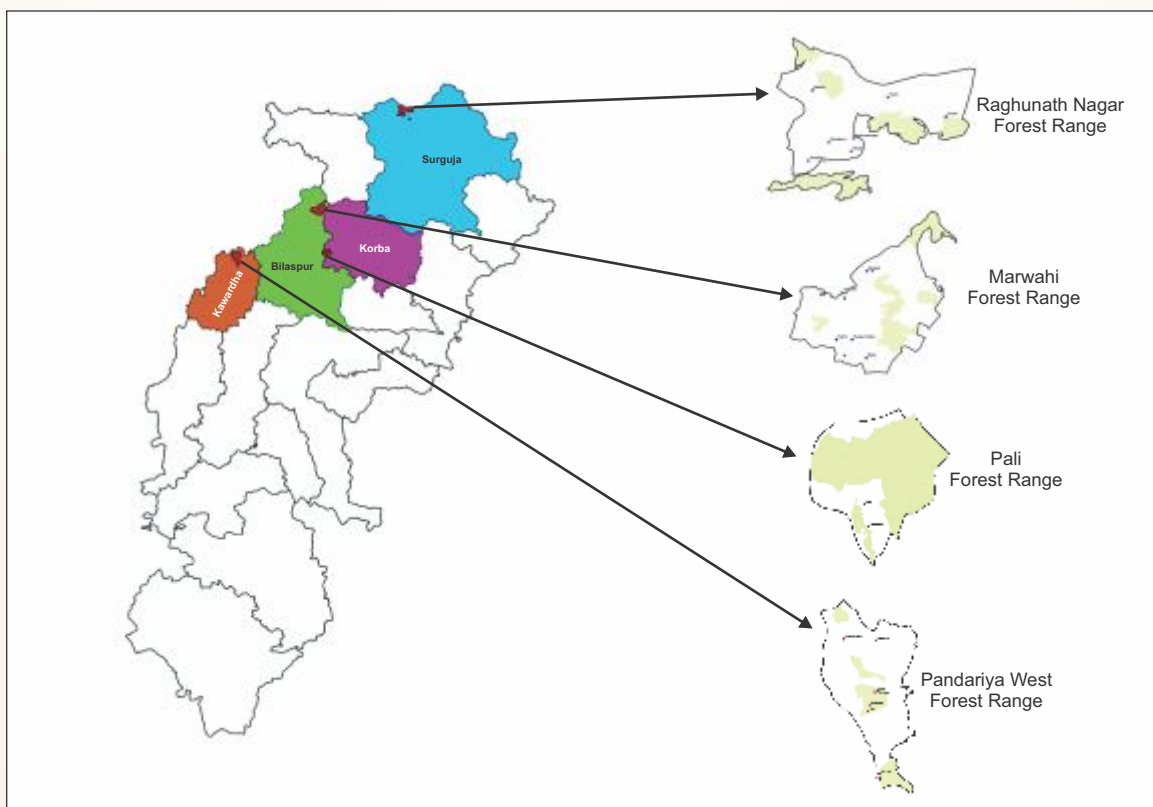 Surguja
Korba
Bilaspur
Kawardha
Raghunath Nagar
Forest Range
Marwahi
Forest Range
Pali
Forest Range
Pandariya West
Forest Range